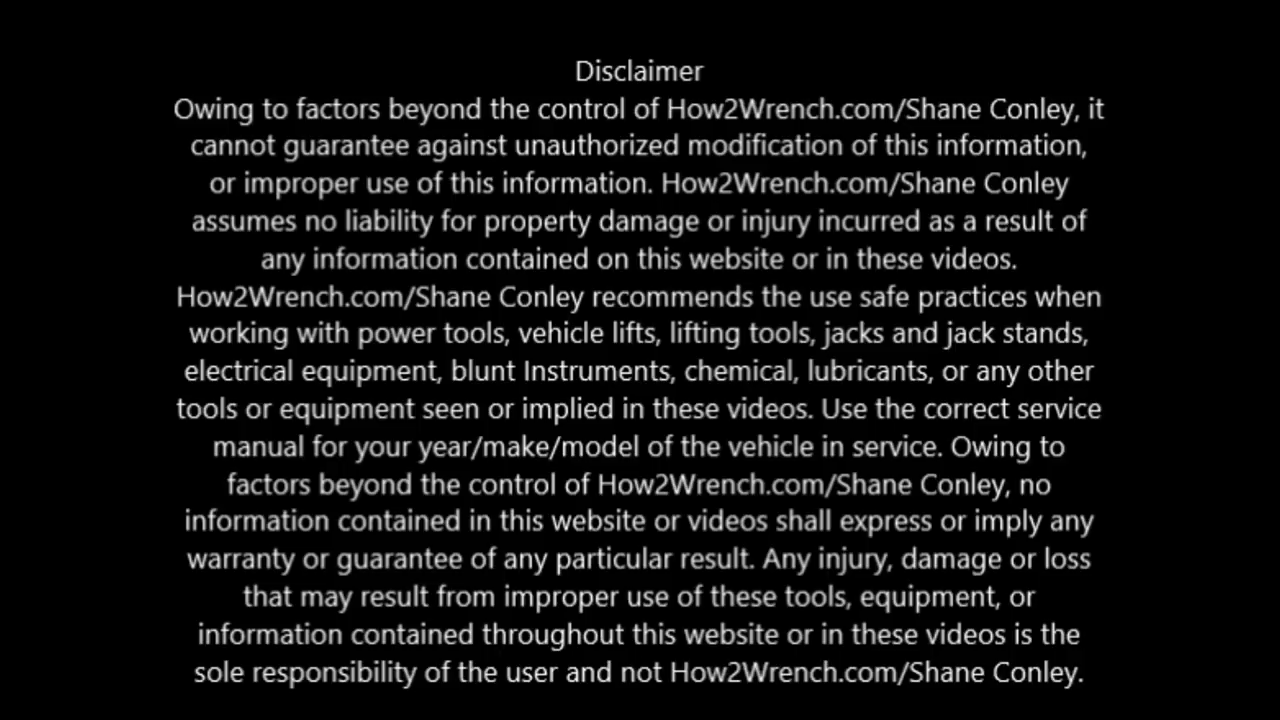 Disclaimer
Owing to factors beyond the control of How2Wrench.com/Shane Conley, it
cannot guarantee against unauthorized modification of this information,
or improper use of this information. How2Wrench.com/Shane Conley
assumes no liability for property damage or injury incurred as a result of
any information contained on this website or in these videos.
How2Wrench.com/Shane Conley recommends the use safe practices when
working with power tools, vehicle lifts, lifting tools, jacks and jack stands,
electrical equipment, blunt Instruments, chemical, lubricants, or any other
tools or equipment seen or implied in these videos. Use the correct service
manual for your year/make/model of the vehicle in service. Owing to
factors beyond the control of How2Wrench.com/Shane Conley, no
information contained in this website or videos shall express or imply any
warranty or guarantee of any particular result. Any injury, damage or loss
that may result from improper use of these tools, equipment, or
information contained throughout this website or in these videos is the
sole responsibility of the user and not How2Wrench.com/Shane Conley.